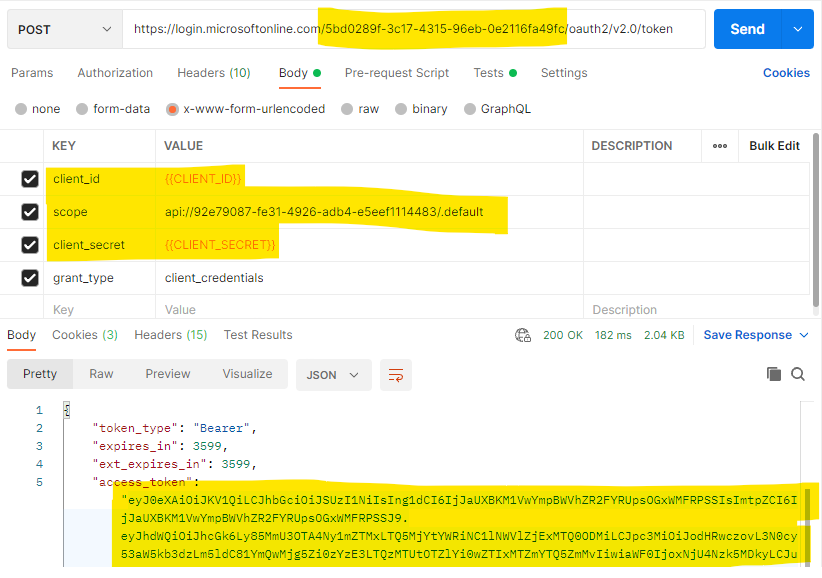 POST https://login.microsoftonline.com/5bd0289f-3c17-4315-96eb-0e2116fa49fc/oauth2/v2.0/token Send
Params Authorization Headers (10) Body Pre-request Script Tests Settings Cookies
none form-data x-www-form-urlencoded raw binary GraphQL
KEY VALUE DESCRIPTION Bulk Edit
client_id {{CLIENT_ID}}
scope api://92e79087-fe31-4926-adb4-e5eef1114483/.default
client_secret {{CLIENT_SECRET}}
grant_type client_credentials
Key Value Description
Body Cookies (3) Headers (15) Test Results 200 OK 182 ms 2.04 KB Save Response
Pretty Raw Preview Visualize JSON
1 {
2 "token_type": "Bearer",
3 "expires_in": 3599,
4 "ext_expires_in": 3599,
5 "access_token":
"eyJ0eXAiOiJKV1QiLCJhbGciOiJSUzI1NiIsIng1dCI6IjJaUXBKM1VwYmpBWVhZR2FYRUpsOGxWMFRPSSIsImtpZCI6I
jJaUXBKM1VwYmpBWVhZR2FYRUpsOGxWMFRPSSJ9.
eyJhdWQiOiJhcGk6Ly85MmU3OTA4Ny1mZTMxLTQ5MjYtYWRiNC1lNWVlZjExMTQ0ODMiLCJpc3MiOiJodHRwczovL3N0cy
53aW5kb3dzLm5ldC81YmQwMjg5Zi0zYzE3LTQzMTUtOTZlYi0wZTIxMTZmYTQ5ZmMvIiwiaWF0IjoxNjU4Nzk5MDkyLCJu